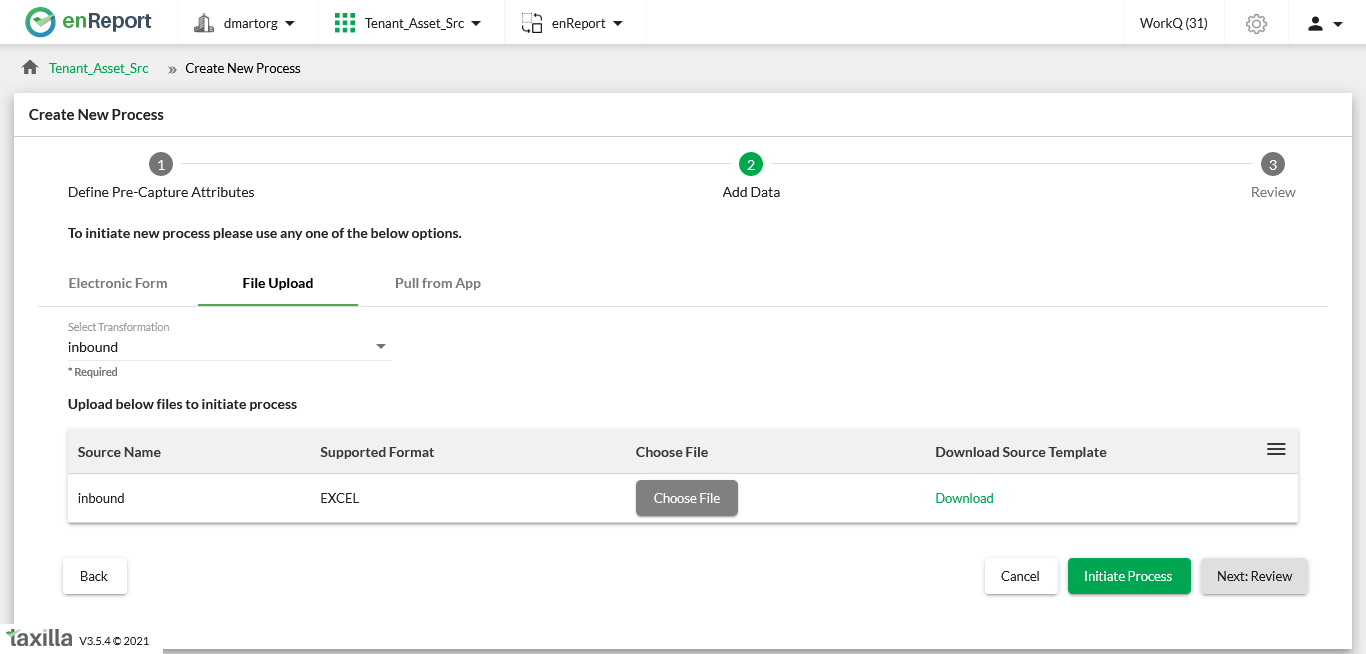 enReport dmartorg Tenant_Asset_Src enReport WorkQ (31)
Tenant_Asset_Src » Create New Process
Create New Process
1 2 3
Define Pre-Capture Attributes Add Data Review
To initiate new process please use any one of the below options.
Electronic Form File Upload Pull from App
Select Transformation
inbound
* Required
Upload below files to initiate process
Source Name Supported Format Choose File Download Source Template
inbound EXCEL Choose File Download
Back Cancel Initiate Process Next: Review
taxilla V3.5.4 © 2021